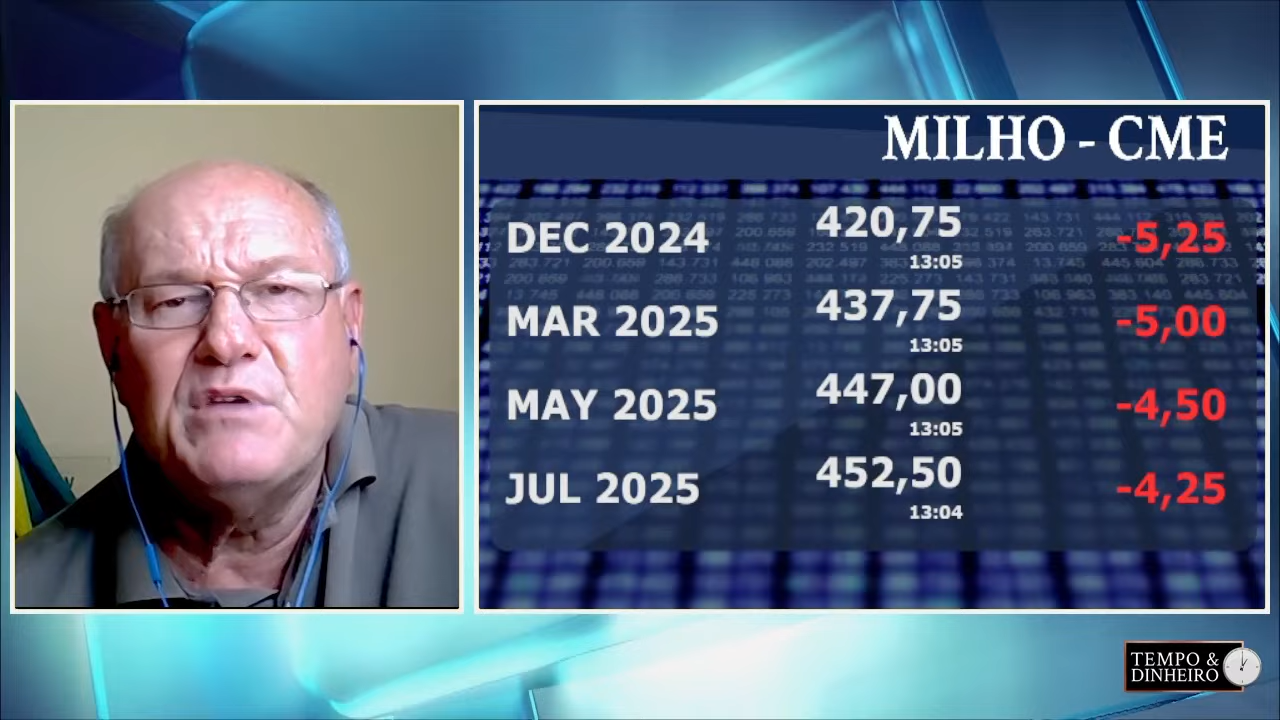 MILHO - CME
DEC 2024 420,75 -5,25
13:05
MAR 2025 437,75 -5,00
13:05
MAY 2025 447,00 -4,50
13:05
JUL 2025 452,50 -4,25
13:04
TEMPO &
DINHEIRO